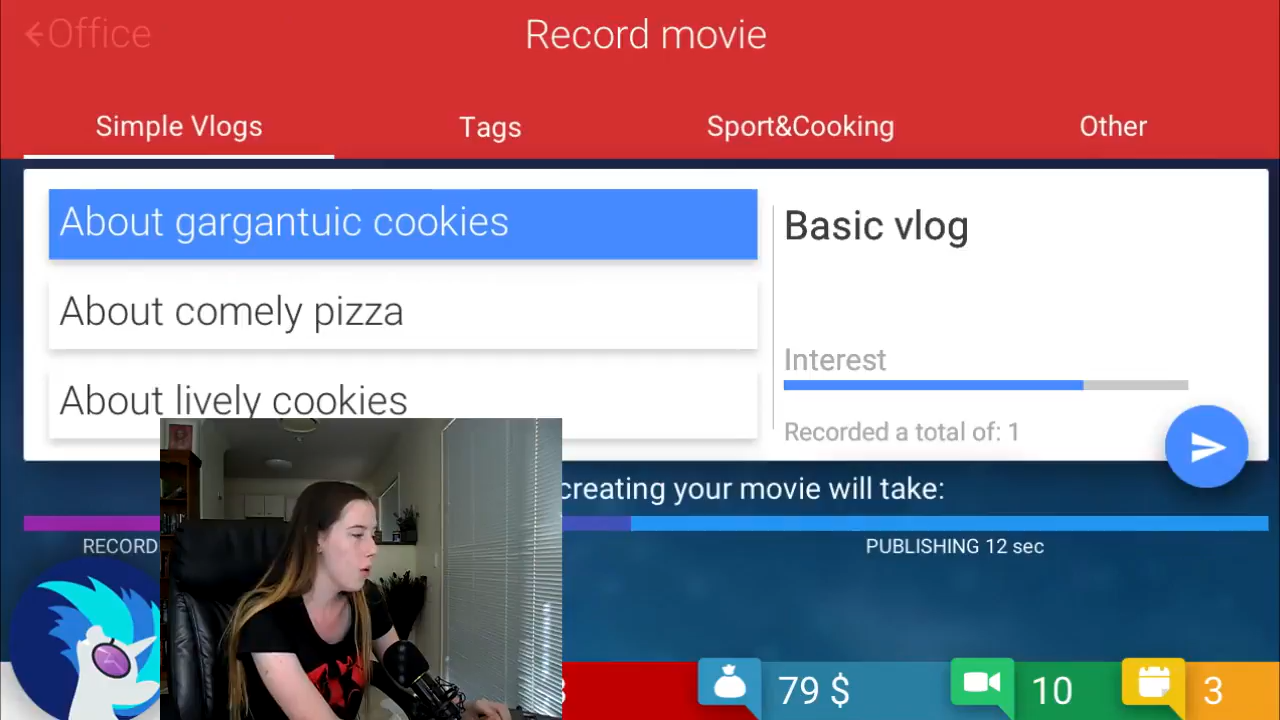 Office
Record movie
Simple Vlogs
Tags
Sport&Cooking
Other
About gargantuic cookies
About comely pizza
About lively cookies
Basic vlog
Interest
Recorded a total of: 1
creating your movie will take:
RECORD
PUBLISHING 12 sec
79 $
10
3